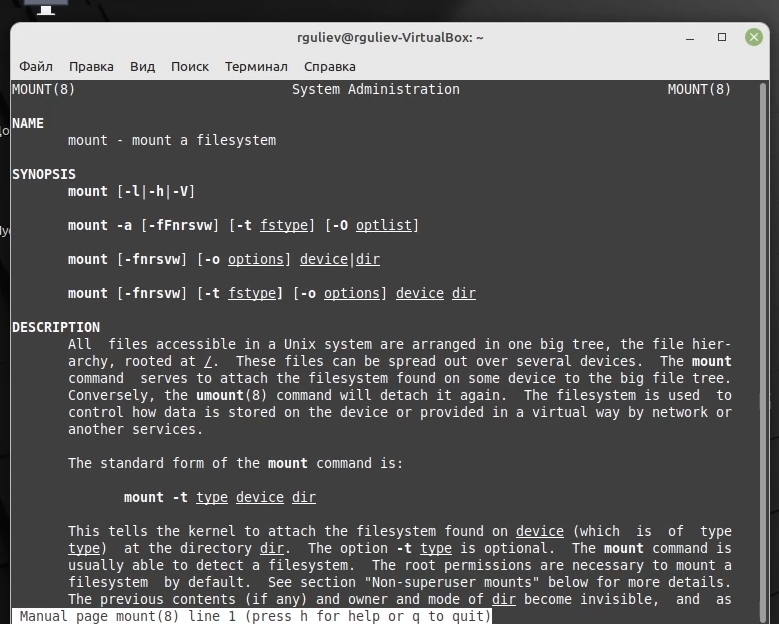 rguliev@rguliev-VirtualBox: ~
Файл Правка Вид Поиск Терминал Справка
MOUNT(8) System Administration MOUNT(8)
NAME
mount - mount a filesystem
SYNOPSIS
mount [-l|-h|-V]
mount -a [-fFnrsvw] [-t fstype] [-O optlist]
mount [-fnrsvw] [-o options] device|dir
mount [-fnrsvw] [-t fstype] [-o options] device dir
DESCRIPTION
All files accessible in a Unix system are arranged in one big tree, the file hier-
archy, rooted at /. These files can be spread out over several devices. The mount
command serves to attach the filesystem found on some device to the big file tree.
Conversely, the umount(8) command will detach it again. The filesystem is used to
control how data is stored on the device or provided in a virtual way by network or
another services.
The standard form of the mount command is:
mount -t type device dir
This tells the kernel to attach the filesystem found on device (which is of type
type) at the directory dir. The option -t type is optional. The mount command is
usually able to detect a filesystem. The root permissions are necessary to mount a
filesystem by default. See section "Non-superuser mounts" below for more details.
The previous contents (if any) and owner and mode of dir become invisible, and as
Manual page mount(8) line 1 (press h for help or q to quit)